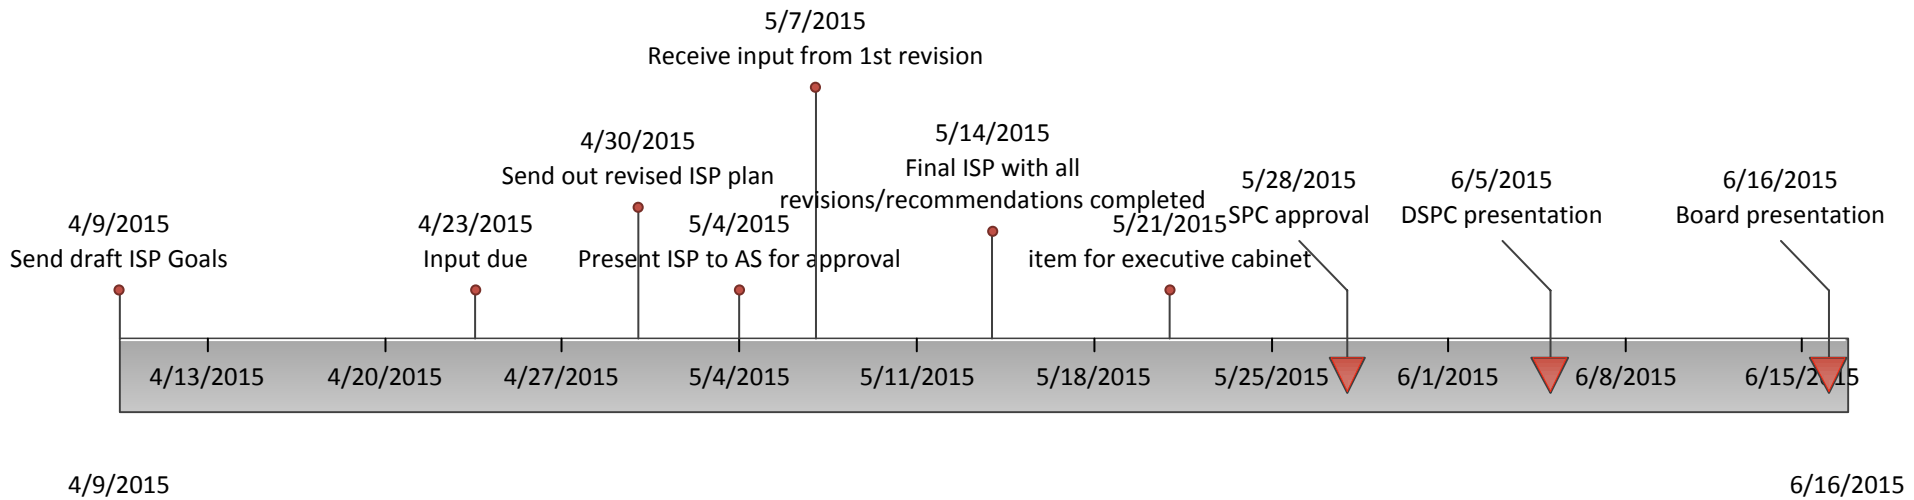 5/7/2015
Receive input from 1st revision
4/30/2015
Send out revised ISP plan
5/14/2015
Final ISP with all
revisions/recommendations completed
4/9/2015
Send draft ISP Goals
4/23/2015
Input due
5/4/2015
Present ISP to AS for approval
5/21/2015
item for executive cabinet
5/28/2015
SPC approval
6/5/2015
DSPC presentation
6/16/2015
Board presentation
4/13/2015
4/20/2015
4/27/2015
5/4/2015
5/11/2015
5/18/2015
5/25/2015
6/1/2015
6/8/2015
6/15/2015
4/9/2015
6/16/2015